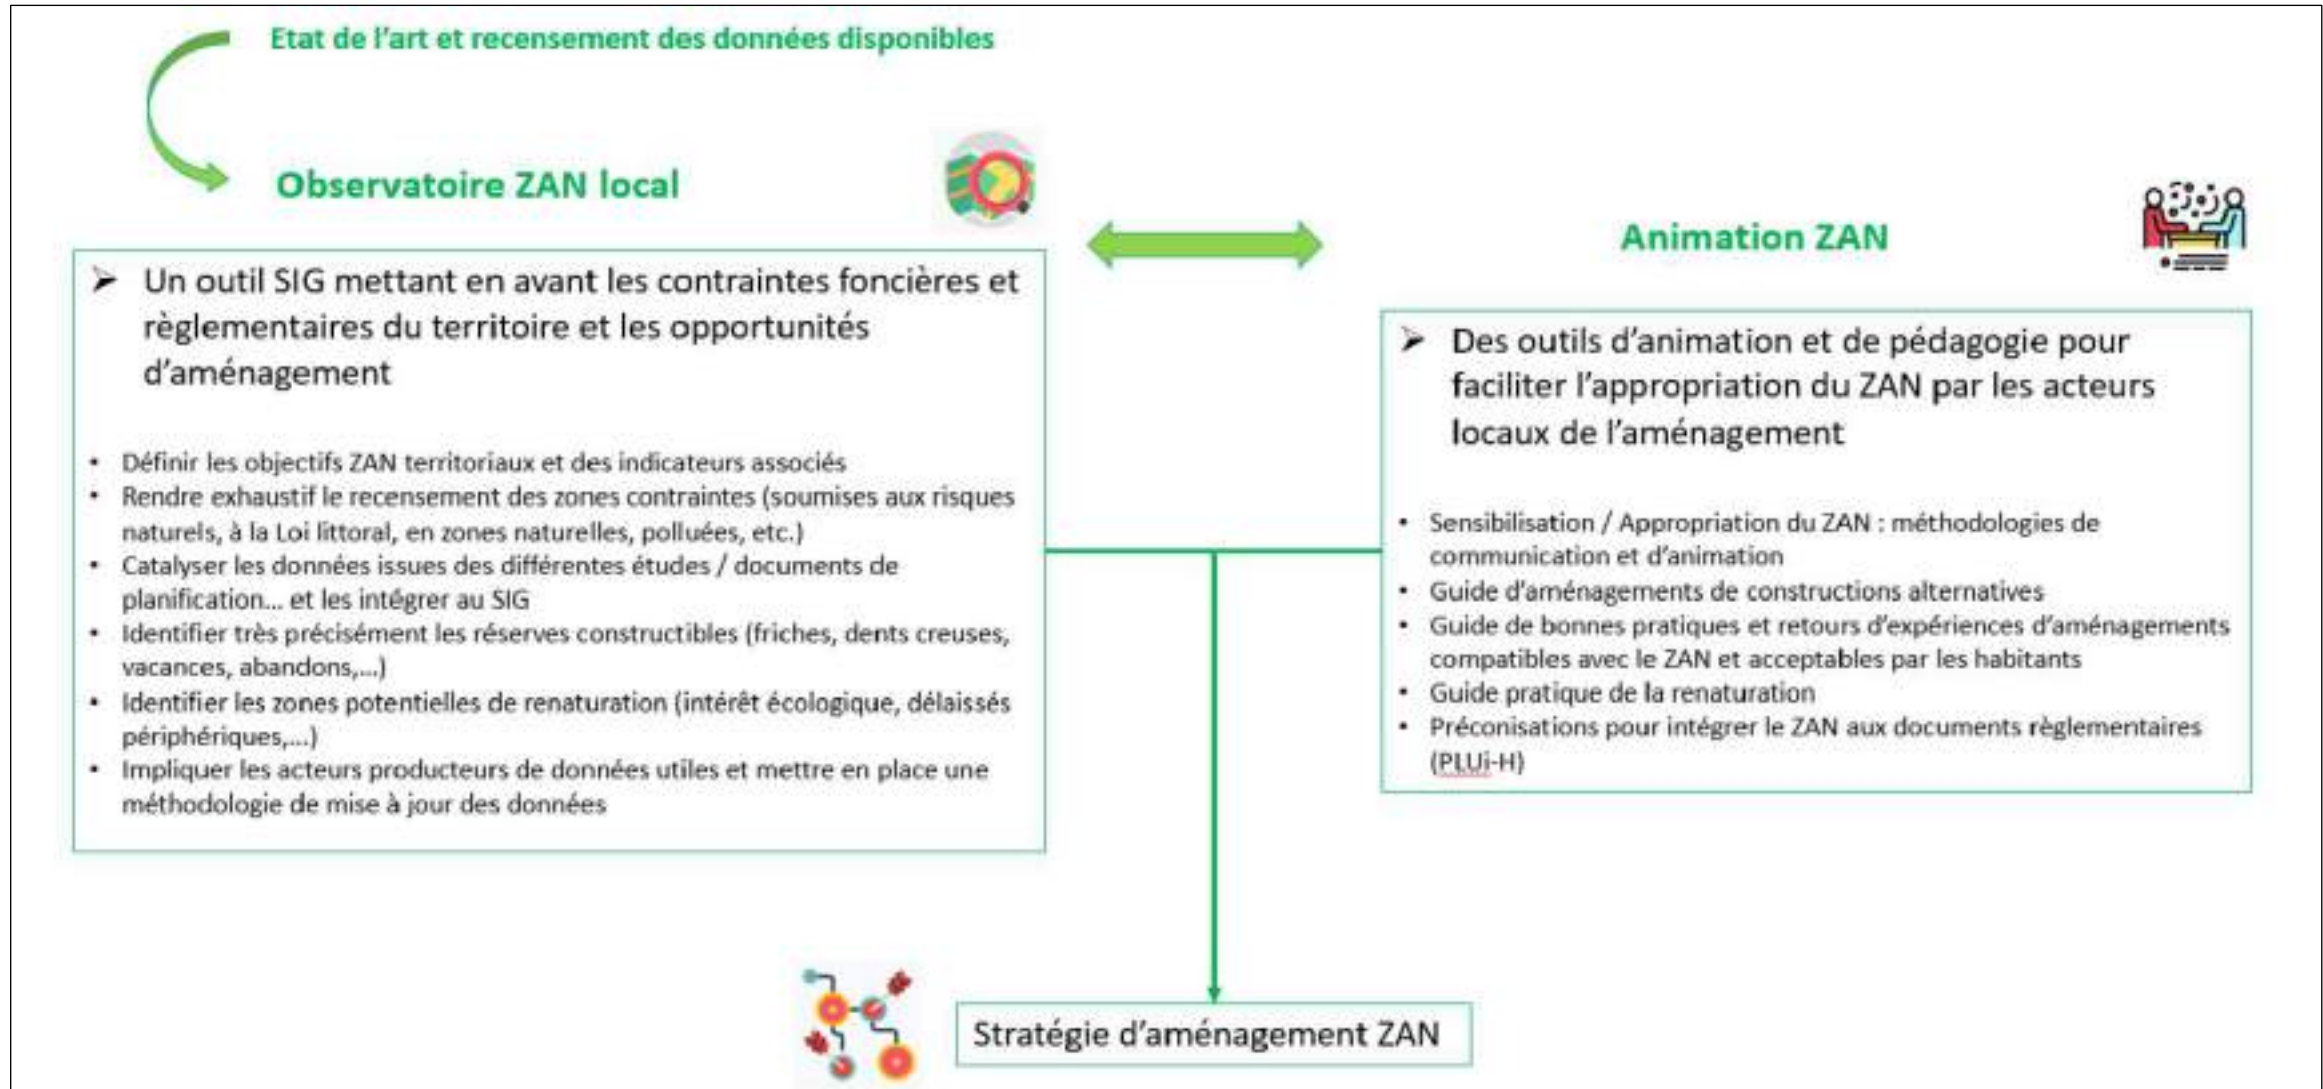 Etat de l'art et recensement des données disponibles
Observatoire ZAN local
➢ Un outil SIG mettant en avant les contraintes foncières et
règlementaires du territoire et les opportunités
d'aménagement
• Définir les objectifs ZAN territoriaux et des indicateurs associés
• Rendre exhaustif le recensement des zones contraintes (soumises aux risques
naturels, à la Loi littoral, en zones naturelles, polluées, etc.)
• Catalyser les données issues des différentes études / documents de
planification... et les intégrer au SIG
• Identifier très précisément les réserves constructibles (friches, dents creuses,
vacances, abandons,...)
• Identifier les zones potentielles de renaturation (intérêt écologique, délaissés
périphériques,...)
• Impliquer les acteurs producteurs de données utiles et mettre en place une
méthodologie de mise à jour des données
Animation ZAN
➢ Des outils d'animation et de pédagogie pour
faciliter l'appropriation du ZAN par les acteurs
locaux de l'aménagement
• Sensibilisation / Appropriation du ZAN : méthodologies de
communication et d'animation
• Guide d'aménagements de constructions alternatives
• Guide de bonnes pratiques et retours d'expériences d'aménagements
compatibles avec le ZAN et acceptables par les habitants
• Guide pratique de la renaturation
• Préconisations pour intégrer le ZAN aux documents règlementaires
(PLUi-H)
Stratégie d'aménagement ZAN